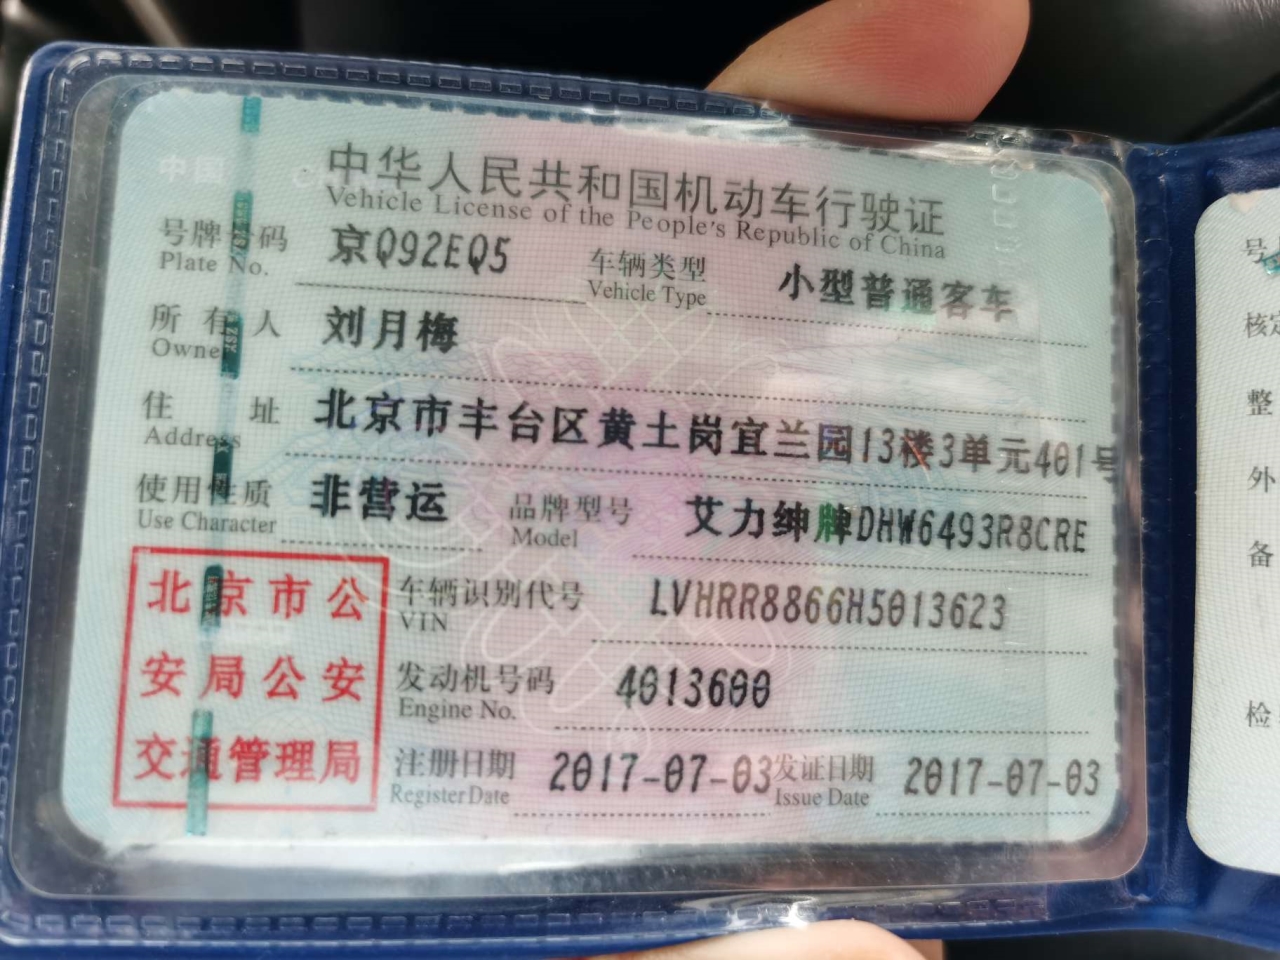 中国
中华人民共和国机动车行驶证
Vehicle License of the People's Republic of China
号牌号码 京Q92EQ5 车辆类型 小型普通客车
Plate No. Vehicle Type
所有人 刘月梅
Owner
住址 北京市丰台区黄土岗宜兰园13楼3单元401号
Address
使用性质 非营运 品牌型号 艾力绅牌DHW6493R8CRE
Use Character Model
北京市公
安局公安
交通管理局
车辆识别代号 LVHRR8866H5013623
VIN
发动机号码 4013600
Engine No.
注册日期 2017-07-03 发证日期 2017-07-03
Register Date Issue Date
号
核定
整
外
备
检